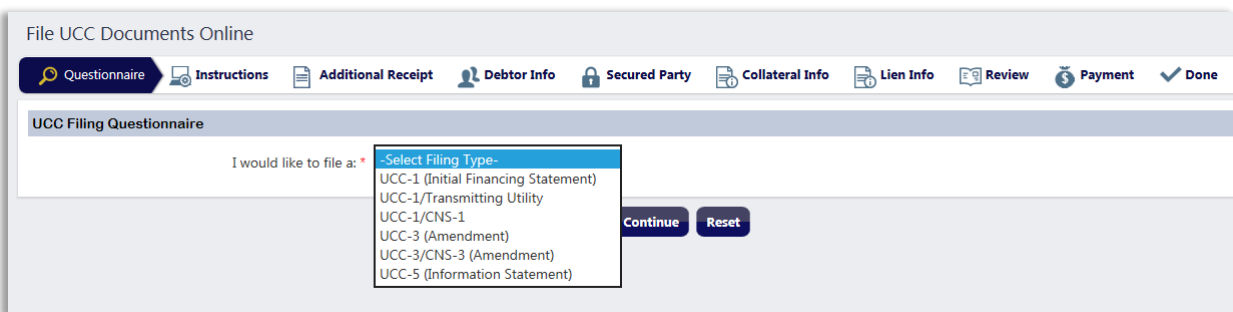 File UCC Documents Online
Questionnaire Instructions Additional Receipt Debtor Info Secured Party Collateral Info Lien Info Review Payment Done
UCC Filing Questionnaire
I would like to file a: * -Select Filing Type-
UCC-1 (Initial Financing Statement)
UCC-1/Transmitting Utility
UCC-1/CNS-1
UCC-3 (Amendment)
UCC-3/CNS-3 (Amendment)
UCC-5 (Information Statement)
Continue Reset